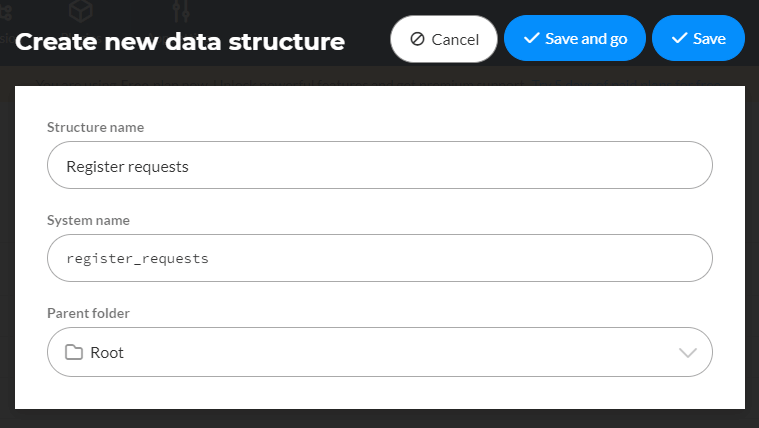 Create new data structure
Cancel
Save and go
Save
Structure name
Register requests
System name
register_requests
Parent folder
Root